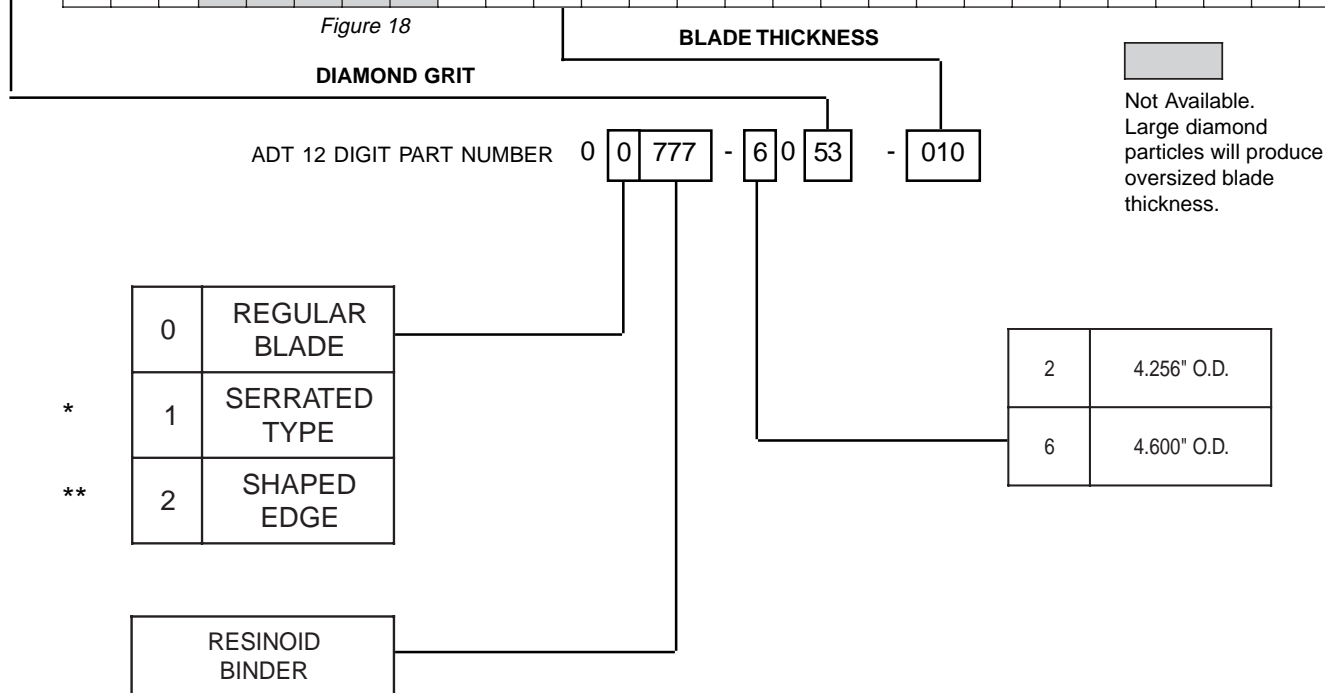 Figure 18
BLADE THICKNESS
DIAMOND GRIT
Not Available.
Large diamond
particles will produce
oversized blade
thickness.
ADT 12 DIGIT PART NUMBER 0 0 777 - 6 0 53 - 010
0 REGULAR
BLADE
* 1 SERRATED
TYPE
** 2 SHAPED
EDGE
2 4.256" O.D.
6 4.600" O.D.
RESINOID
BINDER